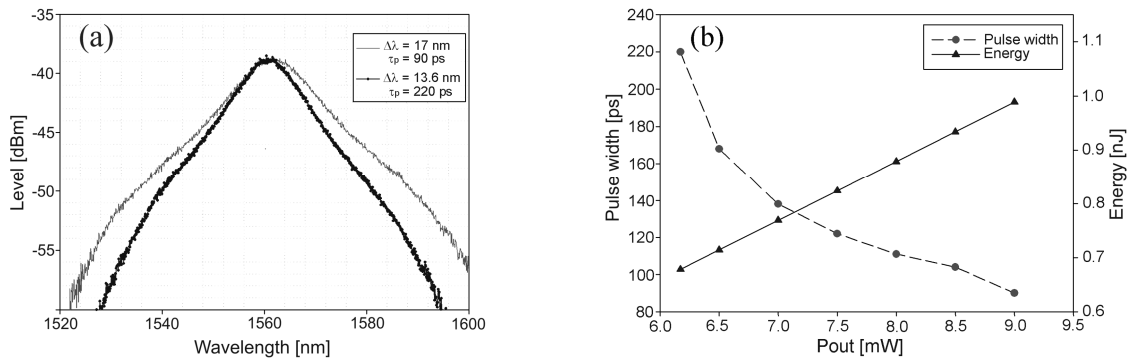 (a)
-35
-40
-45
-50
-55
Level [dBm]
1520
1540
1560
1580
1600
Wavelength [nm]
Δλ = 17 nm
τp = 90 ps
Δλ = 13.6 nm
τp = 220 ps
(b)
240
220
200
180
160
140
120
100
80
Pulse width [ps]
6.0
6.5
7.0
7.5
8.0
8.5
9.0
9.5
Pout [mW]
1.1
1.0
0.9
0.8
0.7
0.6
Energy [nJ]
Pulse width
Energy